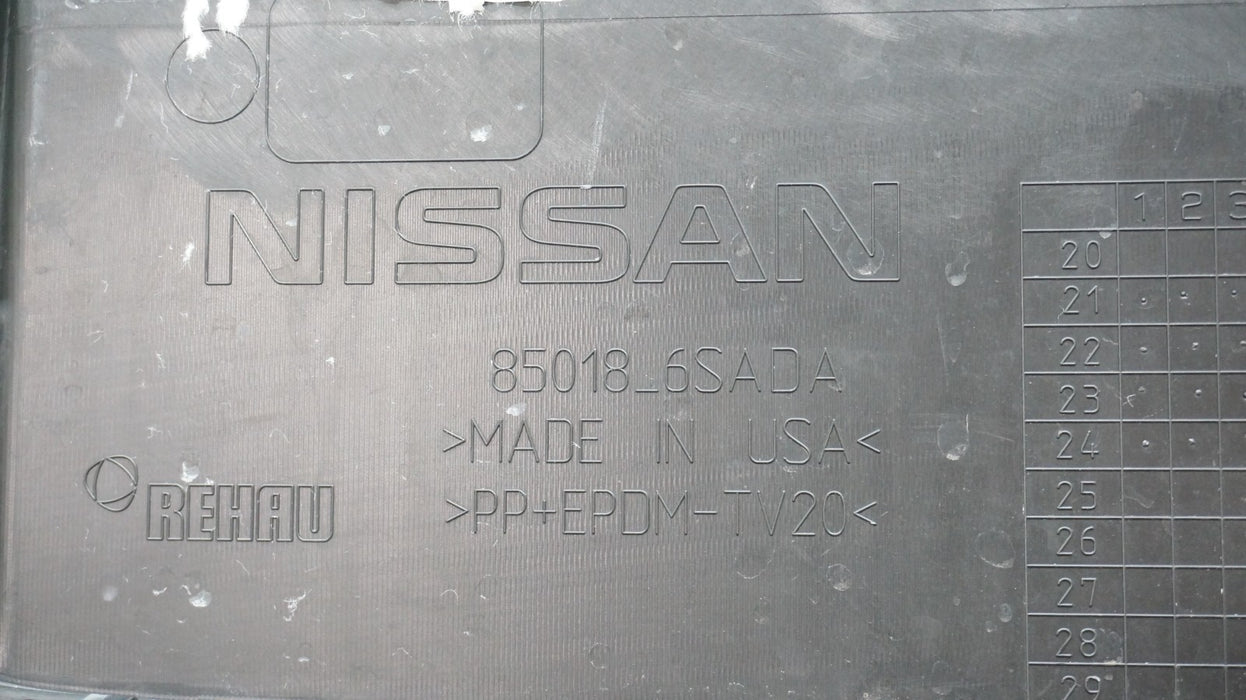 NISSAN
85018_6SADA
>MADE IN USA<
>PP+EPDM-TV20<
REHAU
1 2 3
20
21
22
23
24
25
26
27
28
29